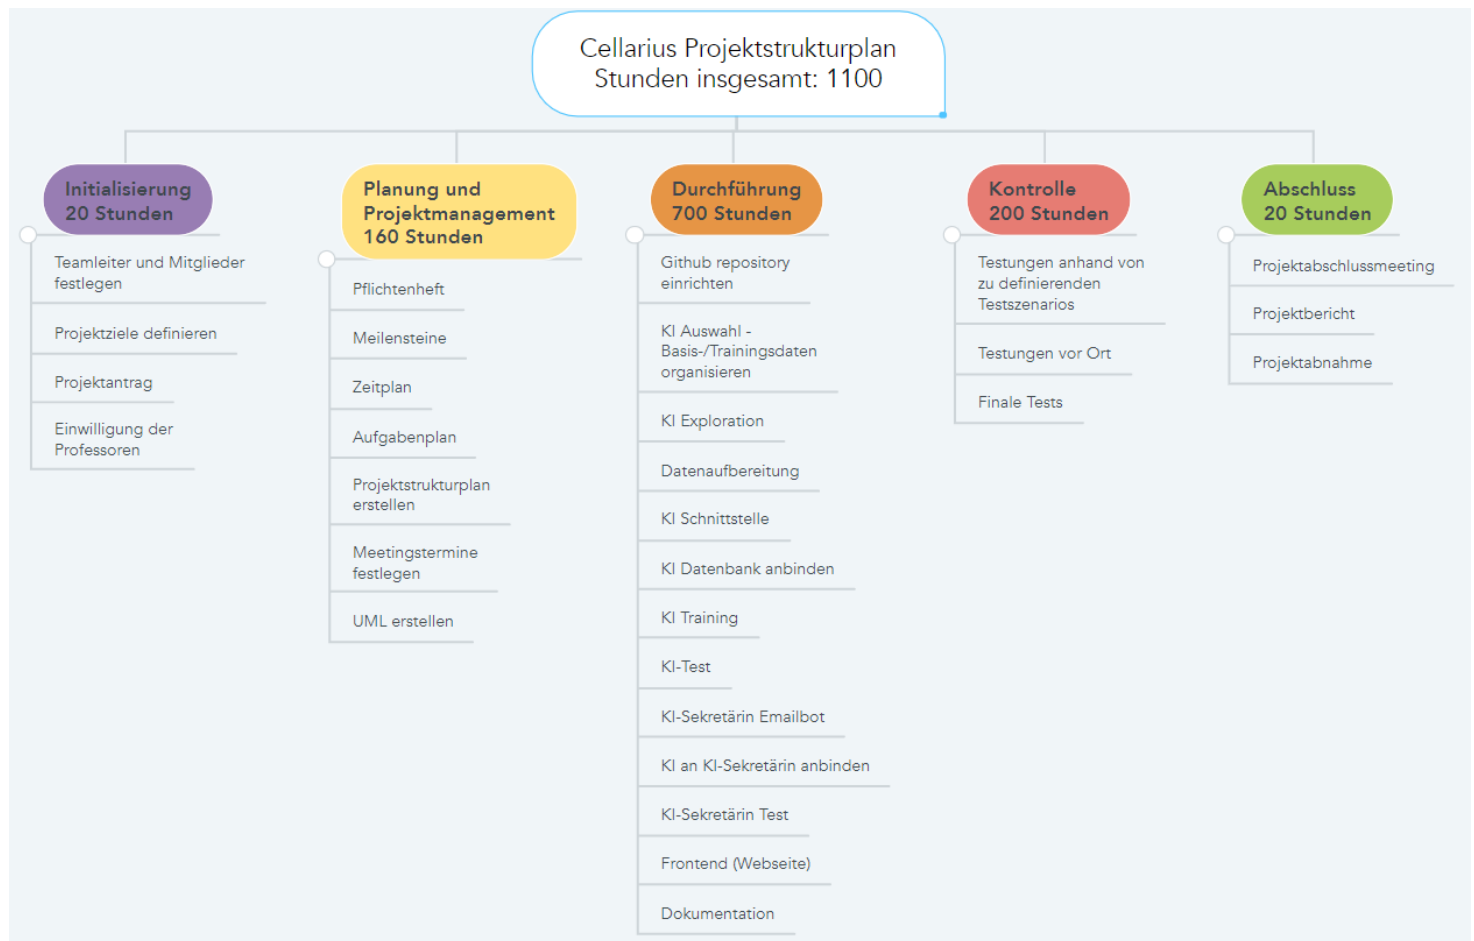 Cellarius Projektstrukturplan
Stunden insgesamt: 1100
Initialisierung
20 Stunden
Teamleiter und Mitglieder
festlegen
Projektziele definieren
Projektantrag
Einwilligung der
Professoren
Planung und
Projektmanagement
160 Stunden
Pflichtenheft
Meilensteine
Zeitplan
Aufgabenplan
Projektstrukturplan
erstellen
Meetingstermine
festlegen
UML erstellen
Durchführung
700 Stunden
Github repository
einrichten
KI Auswahl -
Basis-/Trainingsdaten
organisieren
KI Exploration
Datenaufbereitung
KI Schnittstelle
KI Datenbank anbinden
KI Training
KI-Test
KI-Sekretärin Emailbot
KI an KI-Sekretärin anbinden
KI-Sekretärin Test
Frontend (Webseite)
Dokumentation
Kontrolle
200 Stunden
Testungen anhand von
zu definierenden
Testszenarios
Testungen vor Ort
Finale Tests
Abschluss
20 Stunden
Projektabschlussmeeting
Projektbericht
Projektabnahme